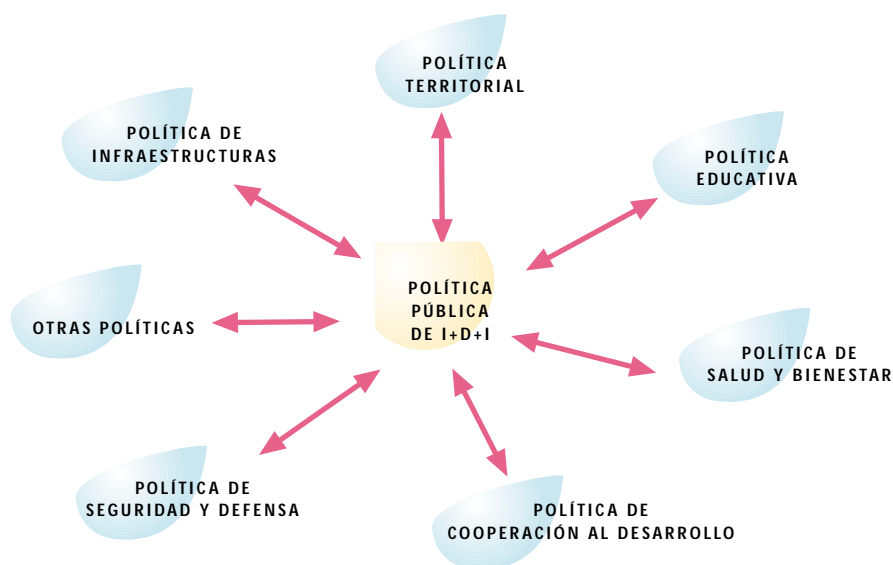 POLÍTICA
TERRITORIAL
POLÍTICA DE
INFRAESTRUCTURAS
POLÍTICA
EDUCATIVA
POLÍTICA
PÚBLICA
DE I+D+I
OTRAS POLÍTICAS
POLÍTICA DE
SALUD Y BIENESTAR
POLÍTICA DE
SEGURIDAD Y DEFENSA
POLÍTICA DE
COOPERACIÓN AL DESARROLLO